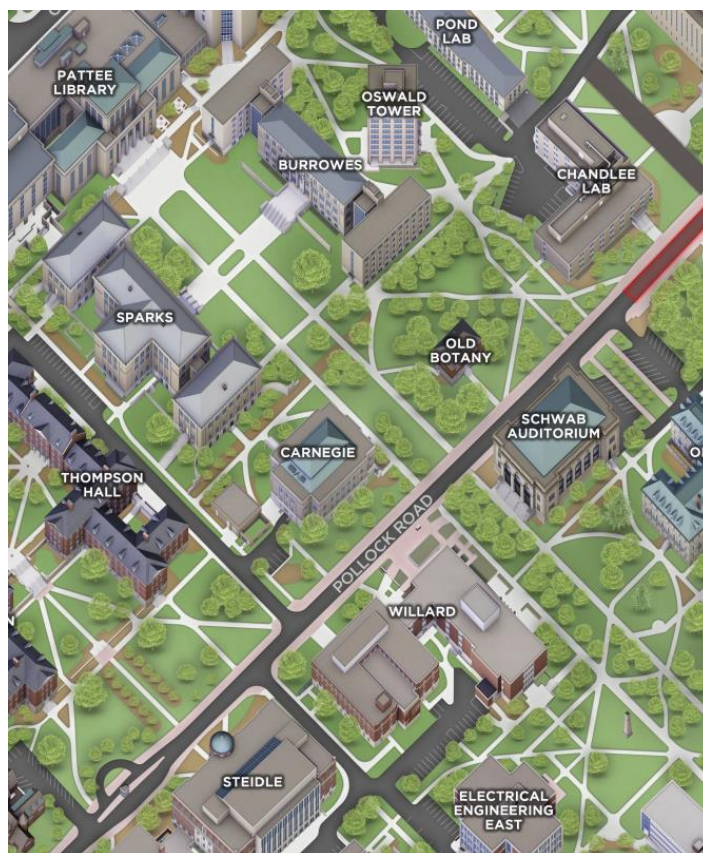 POND
LAB
PATTEE
LIBRARY
OSWALD
TOWER
BURROWES
CHANDLEE
LAB
SPARKS
OLD
BOTANY
SCHWAB
AUDITORIUM
CARNEGIE
THOMPSON
HALL
POLLOCK ROAD
WILLARD
STEIDLE
ELECTRICAL
ENGINEERING
EAST